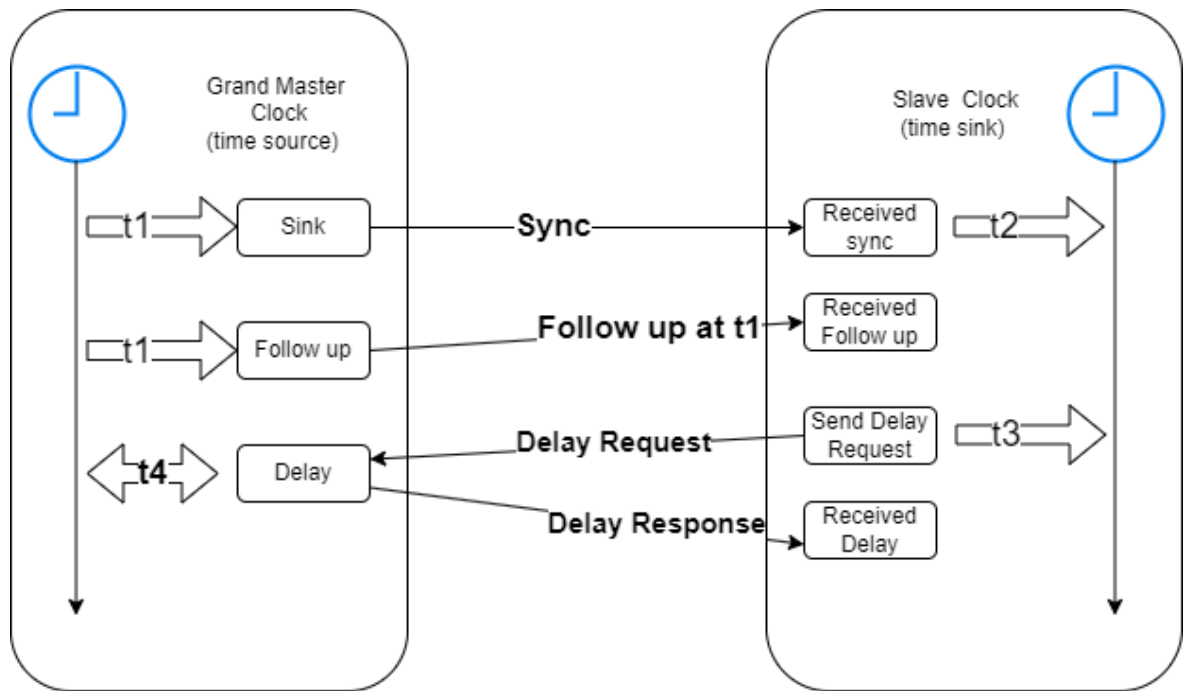 Grand Master
Clock
(time source)
Slave Clock
(time sink)
t1
Sink
Sync
Received
sync
t2
t1
Follow up
Follow up at t1
Received
Follow up
t4
Delay
Delay Request
Send Delay
Request
t3
Delay Response
Received
Delay